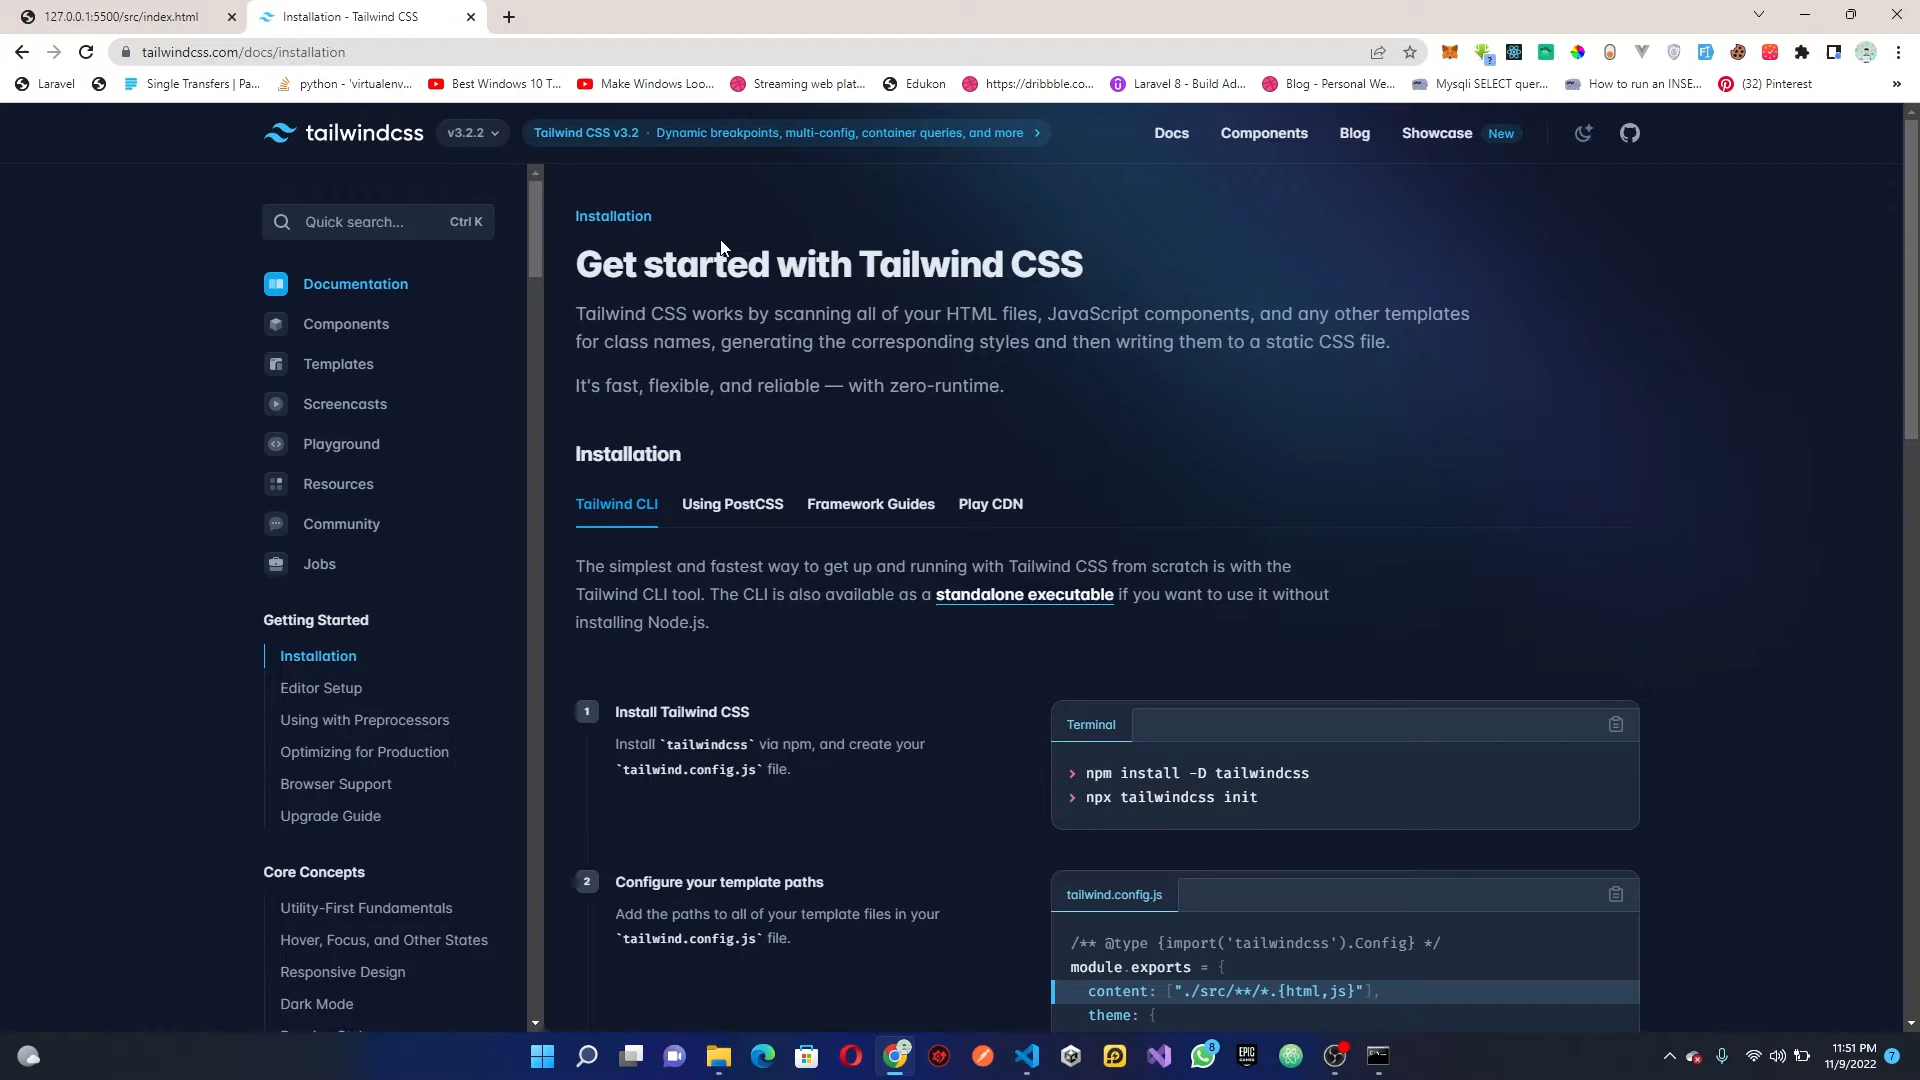 127.0.0.1:5500/src/index.html
Installation - Tailwind CSS
tailwindcss.com/docs/installation
Laravel
Single Transfers | Pa...
python - 'virtualenv...
Best Windows 10 T...
Make Windows Loo...
Streaming web plat...
Edukon
https://dribbble.co...
Laravel 8 - Build Ad...
Blog - Personal We...
Mysqli SELECT quer...
How to run an INSE...
(32) Pinterest
tailwindcss
v3.2.2
Tailwind CSS v3.2 · Dynamic breakpoints, multi-config, container queries, and more
Docs
Components
Blog
Showcase
New
Quick search...
Ctrl K
Documentation
Components
Templates
Screencasts
Playground
Resources
Community
Jobs
Getting Started
Installation
Editor Setup
Using with Preprocessors
Optimizing for Production
Browser Support
Upgrade Guide
Core Concepts
Utility-First Fundamentals
Hover, Focus, and Other States
Responsive Design
Dark Mode
Installation
Get started with Tailwind CSS
Tailwind CSS works by scanning all of your HTML files, JavaScript components, and any other templates
for class names, generating the corresponding styles and then writing them to a static CSS file.
It's fast, flexible, and reliable — with zero-runtime.
Installation
Tailwind CLI
Using PostCSS
Framework Guides
Play CDN
The simplest and fastest way to get up and running with Tailwind CSS from scratch is with the
Tailwind CLI tool. The CLI is also available as a standalone executable if you want to use it without
installing Node.js.
1
Install Tailwind CSS
Install `tailwindcss` via npm, and create your
`tailwind.config.js` file.
Terminal
> npm install -D tailwindcss
> npx tailwindcss init
2
Configure your template paths
Add the paths to all of your template files in your
`tailwind.config.js` file.
tailwind.config.js
/** @type {import('tailwindcss').Config} */
module.exports = {
content: ["./src/**/*.{html,js}"],
theme: {
8
EPIC
GAMES
11:51 PM
11/9/2022
7